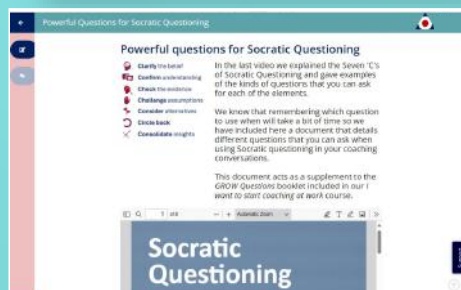 Powerful Questions for Socratic Questioning
Powerful questions for Socratic Questioning
Clarify the belief
Confirm understanding
Check the evidence
Challenge assumptions
Consider alternatives
Circle back
Consolidate insights
In the last video we explained the Seven 'C's
of Socratic Questioning and gave examples
of the kinds of questions that you can ask
for each of the elements.
We know that remembering which question
to use when will take a bit of time so we
have included here a document that details
different questions that you can ask when
using Socratic questioning in your coaching
conversations.
This document acts as a supplement to the
GROW Questions booklet included in our I
want to start coaching at work course.
Automatic Zoom
Socratic
Questioning